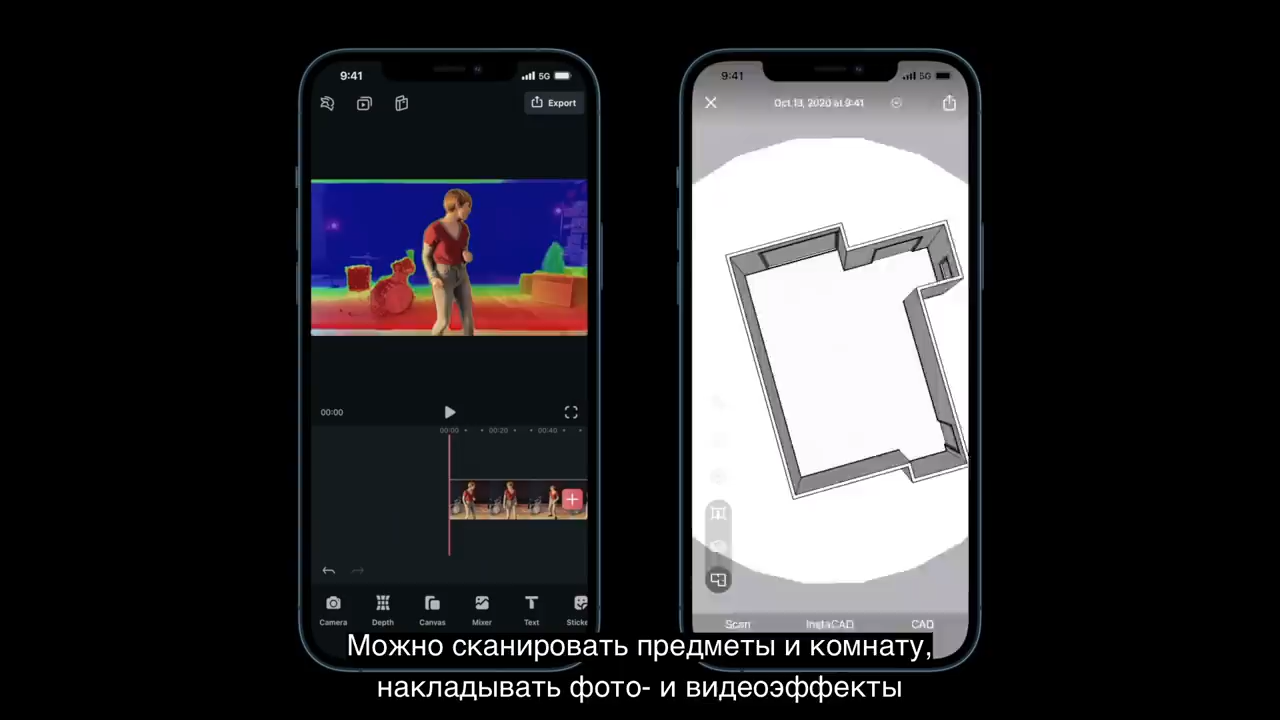 9:41
5G
Export
00:00
00:00
00:20
00:40
Camera
Depth
Canvas
Mixer
Text
Sticke
9:41
5G
Oct 13, 2020 at 9:41
Scan
InstaCAD
CAD
Можно сканировать предметы и комнату,
накладывать фото- и видеоэффекты